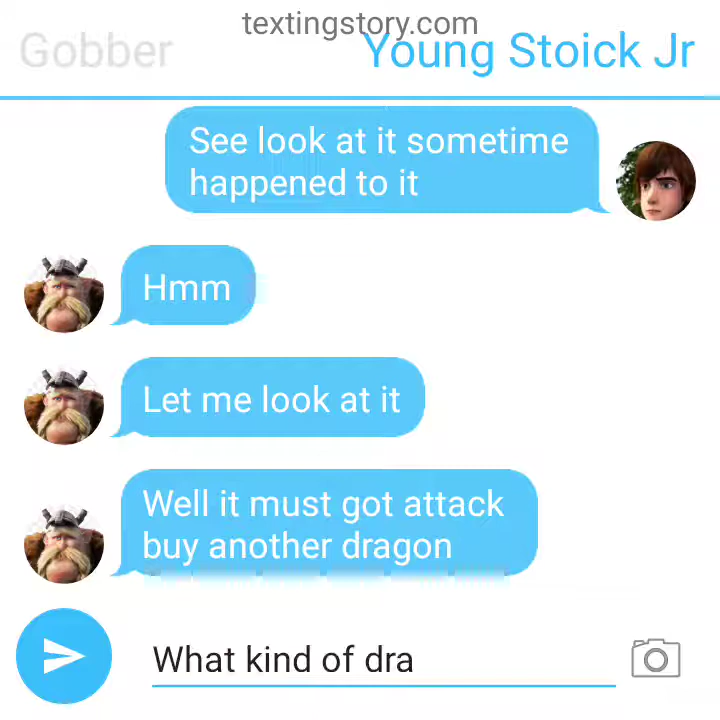 textingstory.com
Gobber
Young Stoick Jr
See look at it sometime
happened to it
Hmm
Let me look at it
Well it must got attack
buy another dragon
What kind of dra